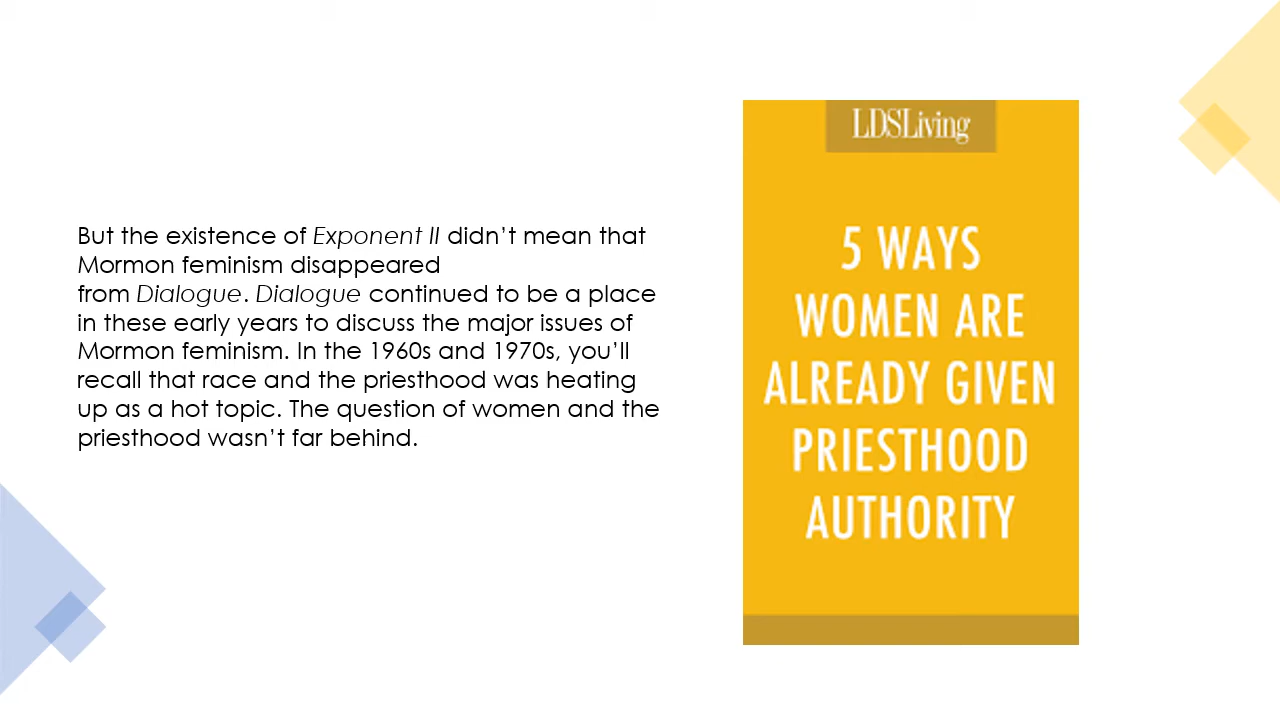 But the existence of Exponent II didn’t mean that
Mormon feminism disappeared
from Dialogue. Dialogue continued to be a place
in these early years to discuss the major issues of
Mormon feminism. In the 1960s and 1970s, you’ll
recall that race and the priesthood was heating
up as a hot topic. The question of women and the
priesthood wasn’t far behind.
LDSLiving
5 WAYS
WOMEN ARE
ALREADY GIVEN
PRIESTHOOD
AUTHORITY